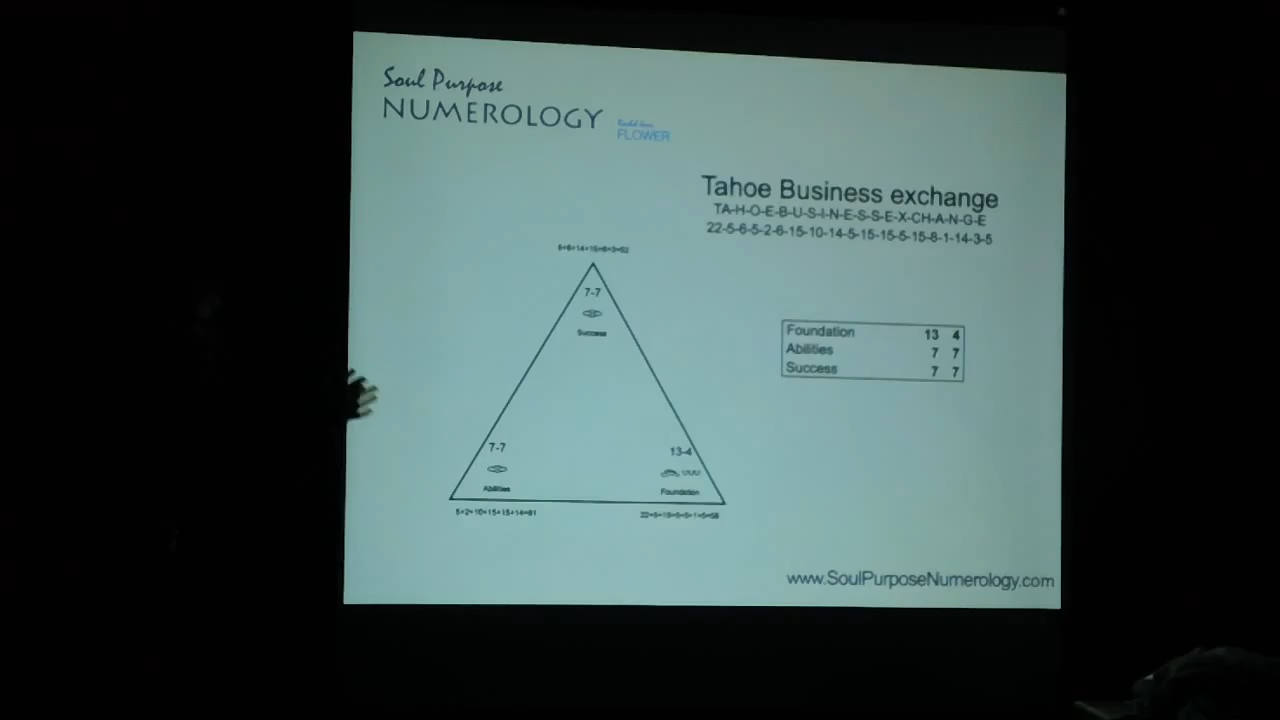 Soul Purpose
NUMEROLOGY
FLOWER
Tahoe Business exchange
TA-H-O-E-B-U-S-I-N-E-S-S-E-X-CH-A-N-G-E
22-5-6-5-2-6-15-10-14-5-15-15-5-15-8-1-14-3-5
7-7
Success
Foundation 13 4
Abilities 7 7
Success 7 7
7-7
Abilities
13-4
Foundation
www.SoulPurposeNumerology.com